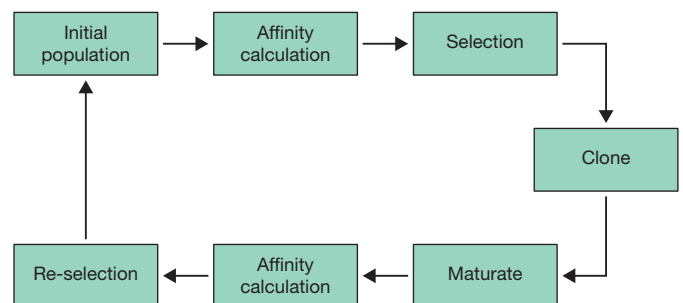 Initial
population
Affinity
calculation
Selection
Clone
Maturate
Affinity
calculation
Re-selection